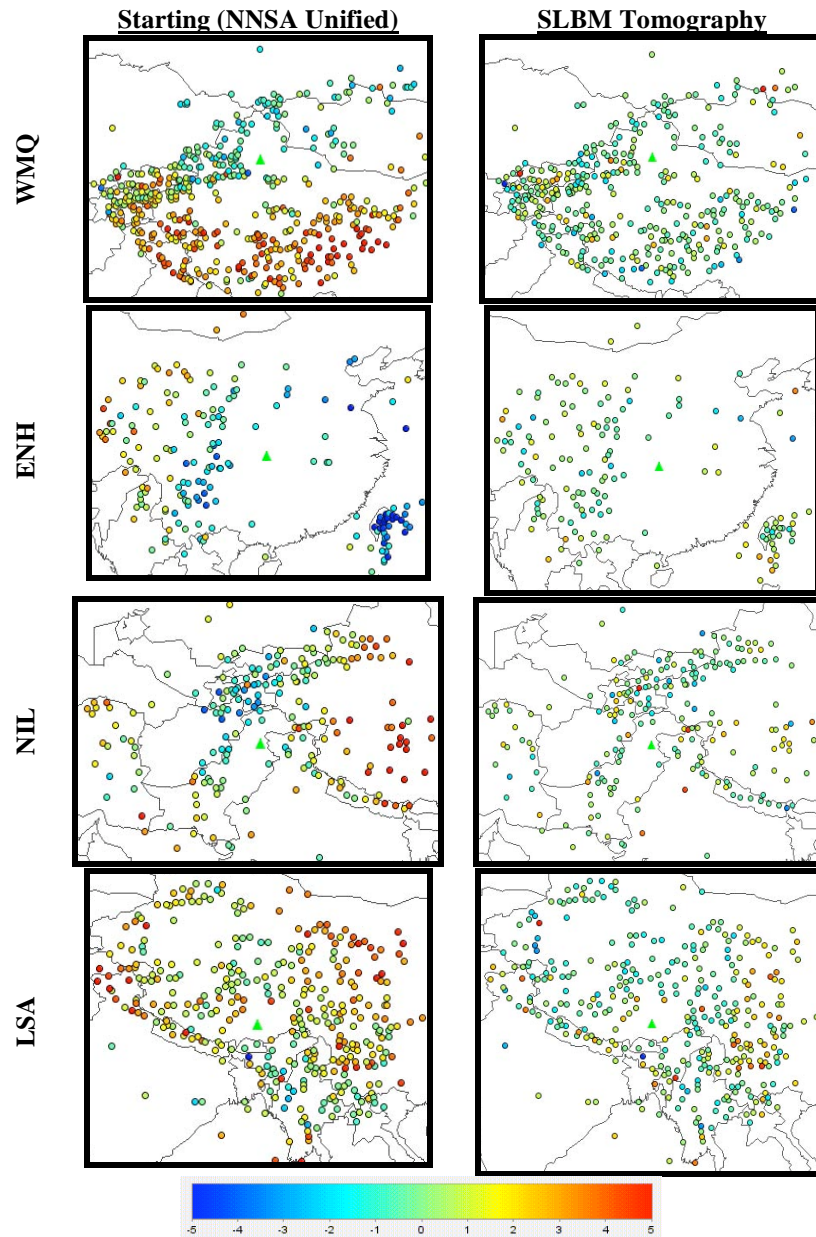 Starting (NNSA Unified) SLBM Tomography
WMQ
ENH
NIL
LSA
-5 -4 -3 -2 -1 0 1 2 3 4 5